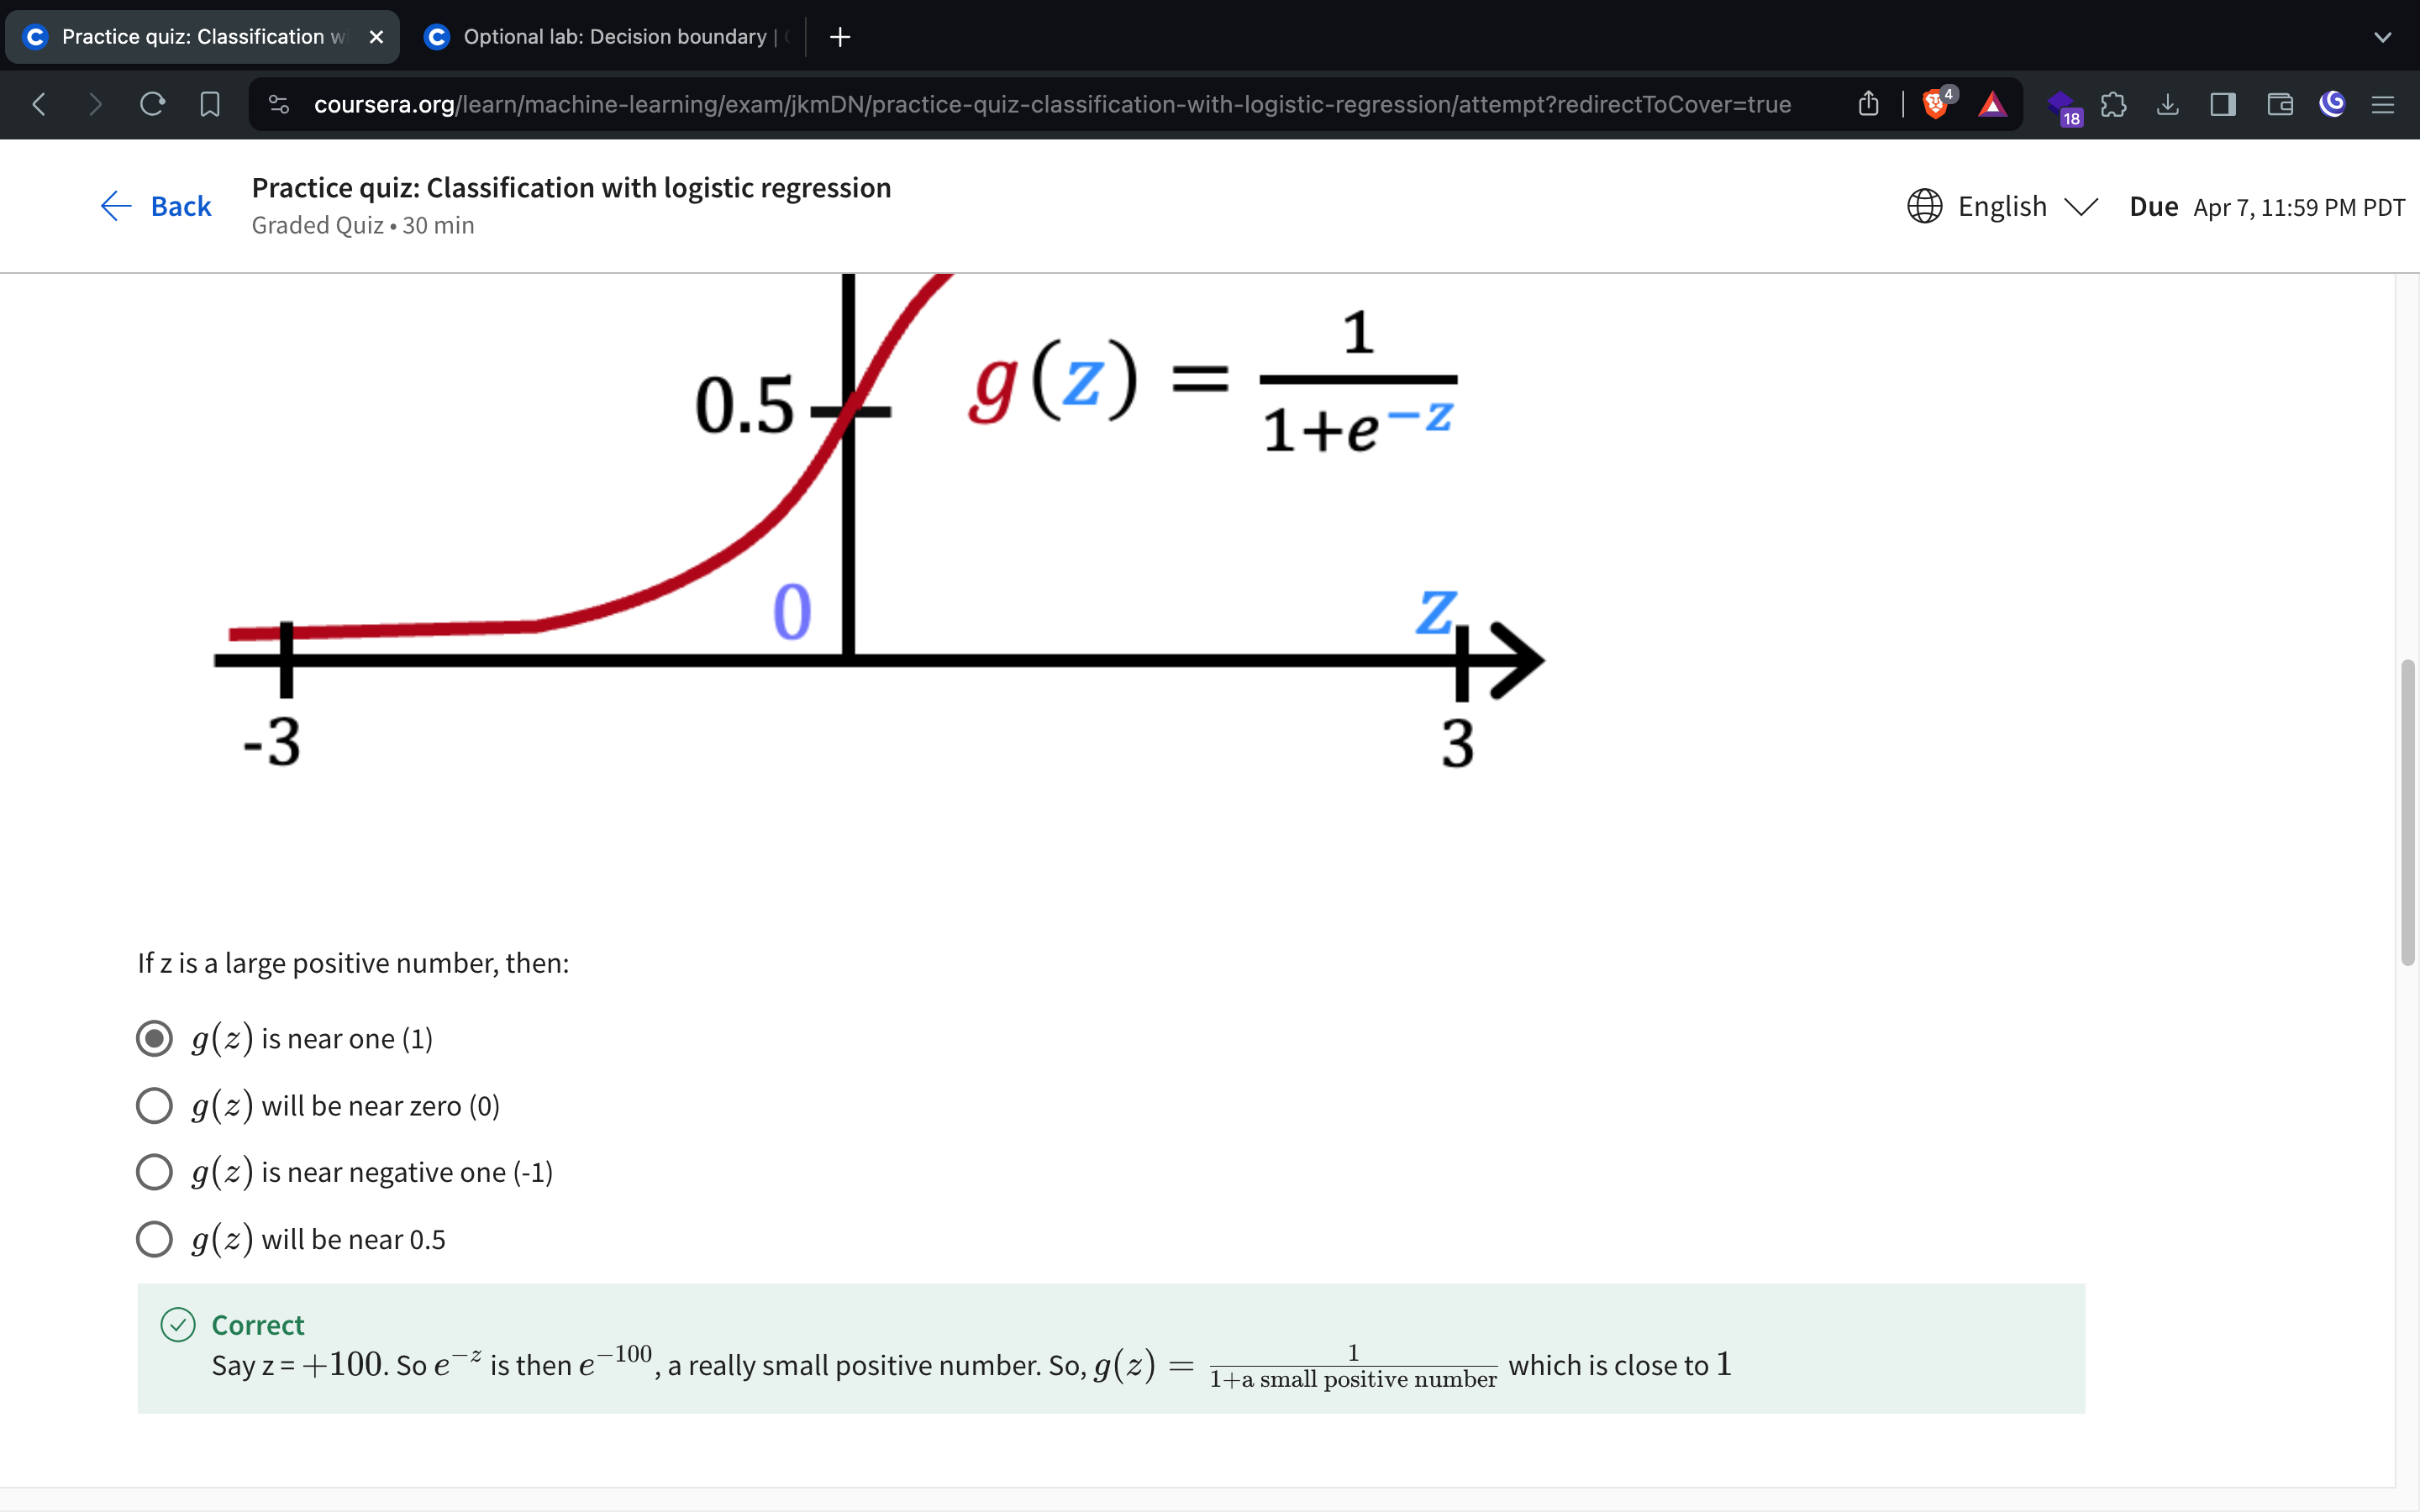 Practice quiz: Classification w
Optional lab: Decision boundary |
coursera.org/learn/machine-learning/exam/jkmDN/practice-quiz-classification-with-logistic-regression/attempt?redirectToCover=true
4
18
Back
Practice quiz: Classification with logistic regression
Graded Quiz • 30 min
English
Due Apr 7, 11:59 PM PDT
0.5
g(z) = 1/(1+e^−z)
0
z
-3
3
If z is a large positive number, then:
g(z) is near one (1)
g(z) will be near zero (0)
g(z) is near negative one (-1)
g(z) will be near 0.5
Correct
Say z = +100. So e^−z is then e^−100, a really small positive number. So, g(z) = 1/(1+a small positive number) which is close to 1